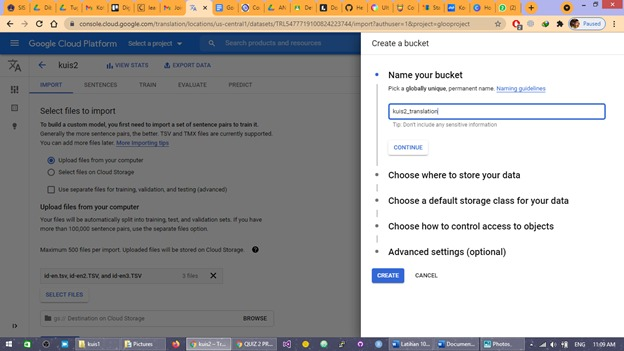 console.cloud.google.com/translation/locations/us-central1/datasets/TRL5477719100824223744/import?authuser=1&project=glcoproject
Paused
Google Cloud Platform
Select a project
Search products and resources
kuis2
VIEW STATS
EXPORT DATA
IMPORT
SENTENCES
TRAIN
EVALUATE
PREDICT
Select files to import
To build a custom model, you first need to import a set of sentence pairs to train it.
Generally the more sentence pairs, the better. TSV and TMX files are currently supported.
You can add more files later. More importing tips
Upload files from your computer
Select files on Cloud Storage
Use separate files for training, validation, and testing (advanced)
Upload files from your computer
Your files will be automatically split into training, test, and validation sets. If you have
more than 100,000 sentence pairs, use the separate files option.
Maximum 500 files per import. Uploaded files will be stored on Cloud Storage.
id-en.tsv, id-en2.TSV, and id-en3.TSV
3 files
SELECT FILES
gs:// Destination on Cloud Storage
BROWSE
Create a bucket
Name your bucket
Pick a globally unique, permanent name. Naming guidelines
kuis2_translation
Tip: Don't include any sensitive information
CONTINUE
Choose where to store your data
Choose a default storage class for your data
Choose how to control access to objects
Advanced settings (optional)
CREATE
CANCEL
kuis1
Pictures
kuis2 – Tr...
QUIZ 2 PR...
Latitian 10...
Document...
Photos
ENG
11:09 AM